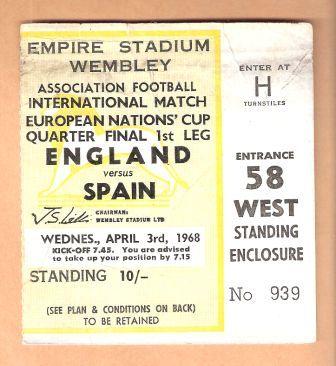 EMPIRE STADIUM
WEMBLEY
ASSOCIATION FOOTBALL
INTERNATIONAL MATCH
EUROPEAN NATIONS' CUP
QUARTER FINAL 1st LEG
ENGLAND
versus
SPAIN
CHAIRMAN:
WEMBLEY STADIUM LTD
WEDNES., APRIL 3rd, 1968
KICK-OFF 7.45. You are advised
to take up your position by 7.15
STANDING 10/-
(SEE PLAN & CONDITIONS ON BACK)
TO BE RETAINED
ENTER AT
H
TURNSTILES
ENTRANCE
58
WEST
STANDING
ENCLOSURE
No 939